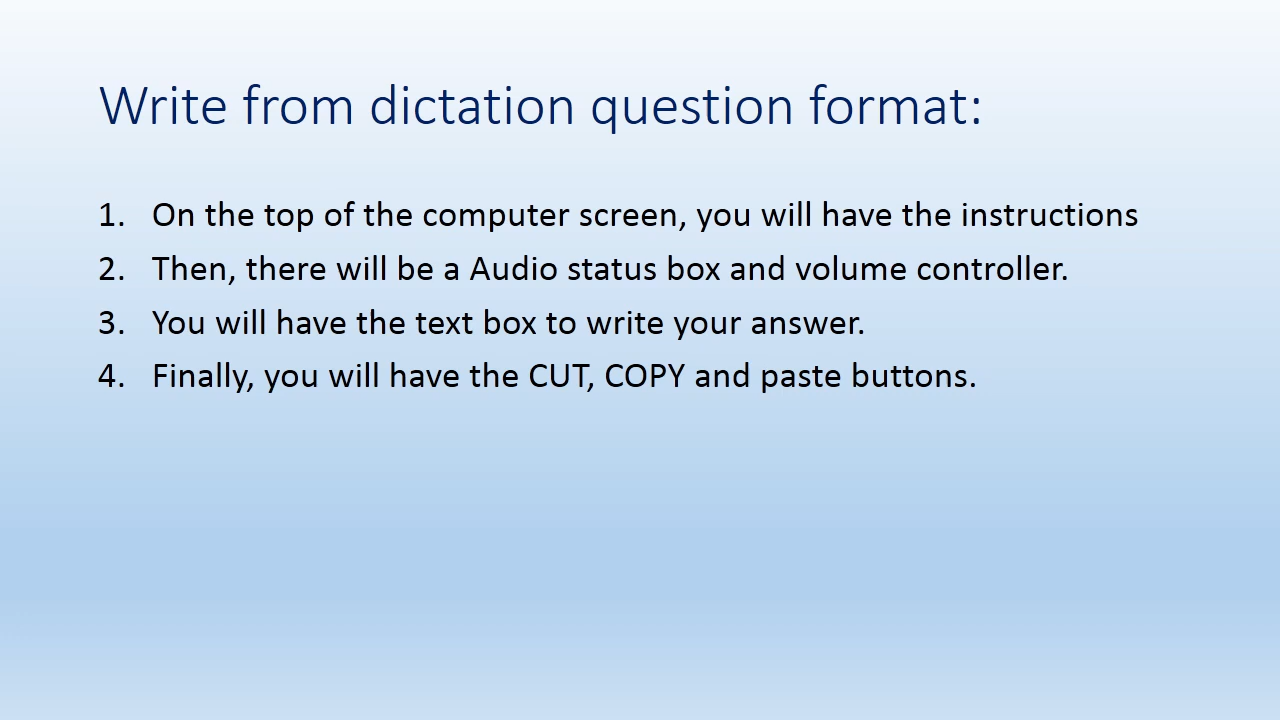 Write from dictation question format:
1. On the top of the computer screen, you will have the instructions
2. Then, there will be a Audio status box and volume controller.
3. You will have the text box to write your answer.
4. Finally, you will have the CUT, COPY and paste buttons.